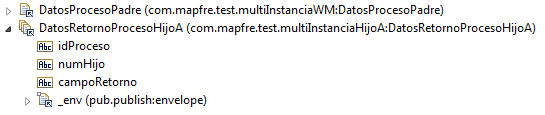 DatosProcesoPadre (com.mapfre.test.multiInstanciaWM:DatosProcesoPadre)
DatosRetornoProcesoHijoA (com.mapfre.test.multiInstanciaHijoA:DatosRetornoProcesoHijoA)
Abc idProceso
Abc numHijo
Abc campoRetorno
_env (pub.publish:envelope)